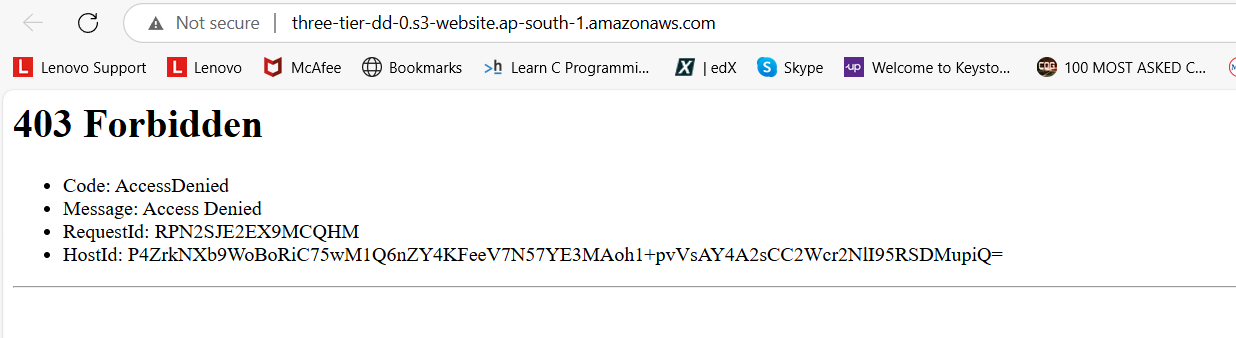 Not secure three-tier-dd-0.s3-website.ap-south-1.amazonaws.com
L Lenovo Support L Lenovo McAfee Bookmarks >h Learn C Programmi... X | edX S Skype up Welcome to Keysto... CQG 100 MOST ASKED C... M
403 Forbidden
• Code: AccessDenied
• Message: Access Denied
• RequestId: RPN2SJE2EX9MCQHM
• HostId: P4ZrkNXb9WoBoRiC75wM1Q6nZY4KFeeV7N57YE3MAoh1+pvVsAY4A2sCC2Wcr2NlI95RSDMupiQ=